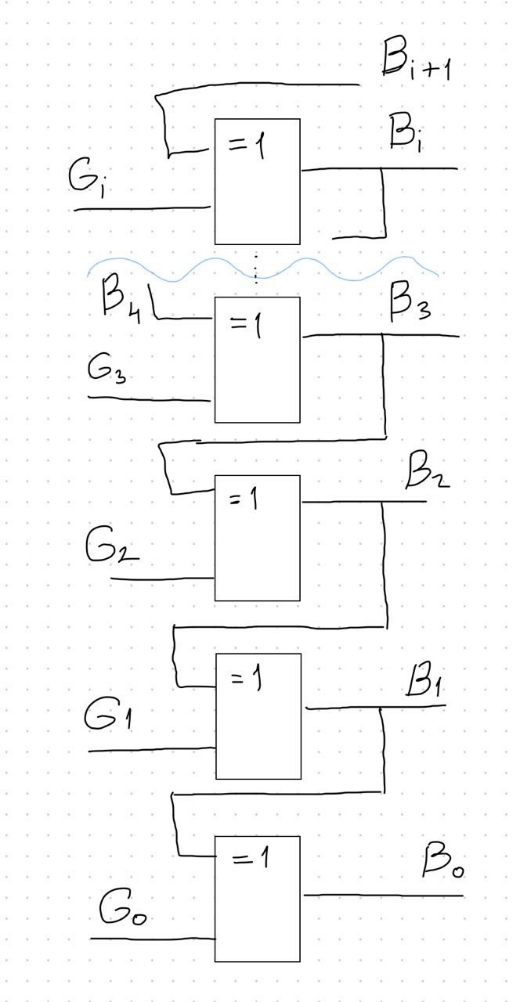 B_{i+1}
=1
B_i
G_i
B_4
=1
B_3
G_3
=1
B_2
G_2
=1
B_1
G_1
=1
B_0
G_0